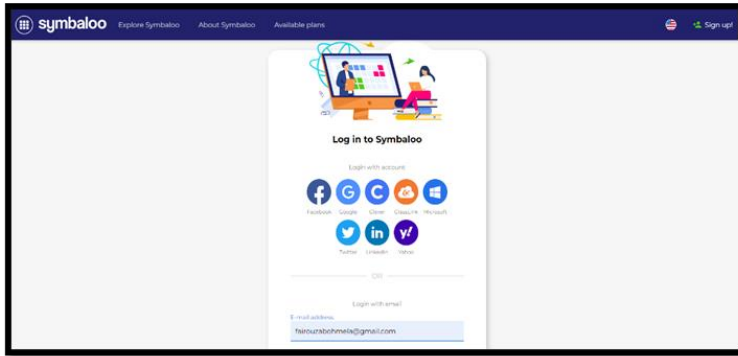 symbaloo Explore Symbaloo About Symbaloo Available plans Sign up!
Log in to Symbaloo
Login with account
Facebook Google Clever ClassLink Microsoft
Twitter LinkedIn Yahoo
OR
Login with email
E-mail address
fairouzabohmela@gmail.com